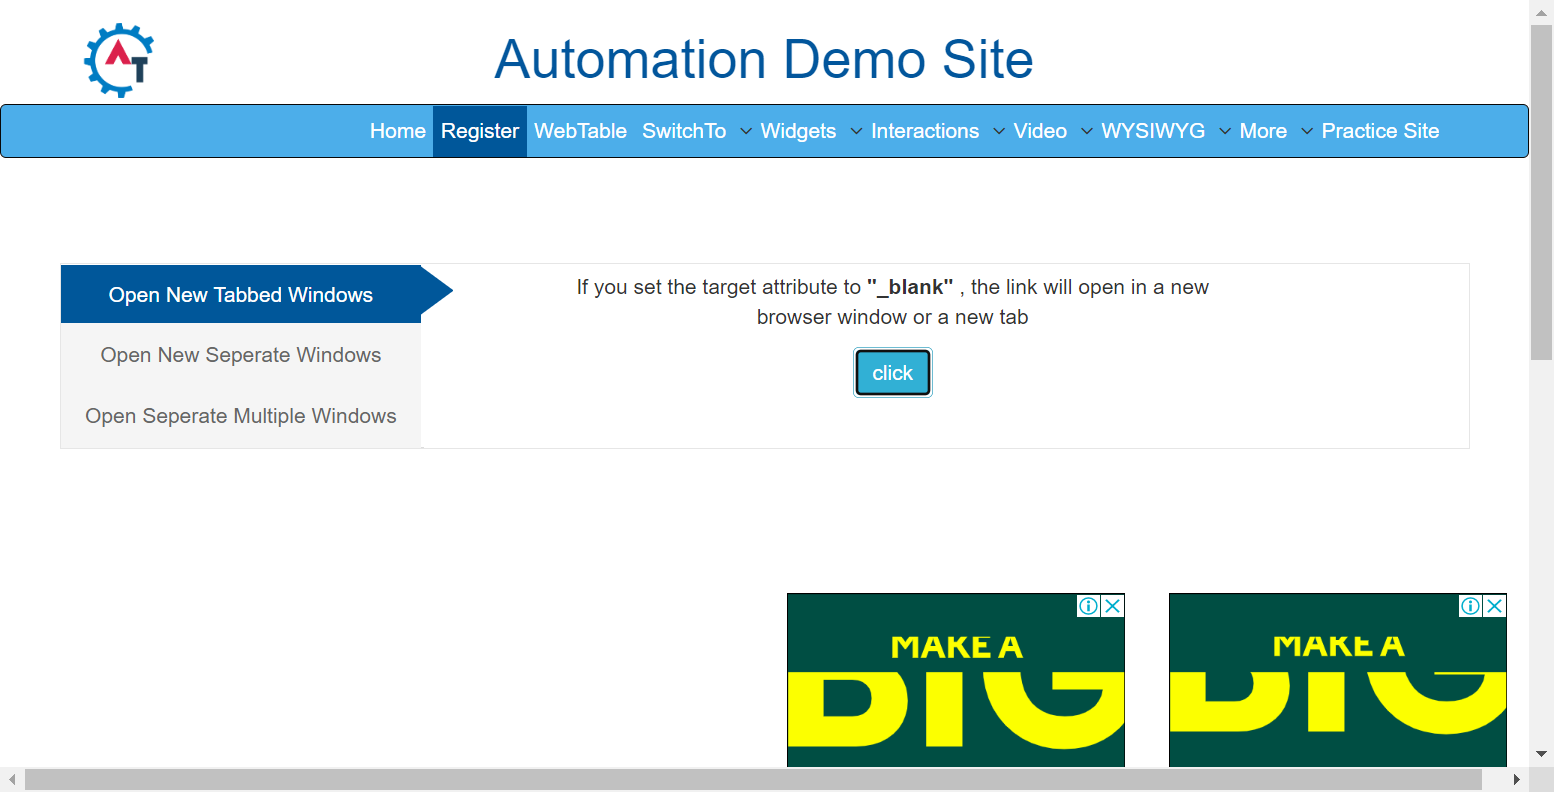 AT
Automation Demo Site
Home Register WebTable SwitchTo Widgets Interactions Video WYSIWYG More Practice Site
Open New Tabbed Windows
Open New Seperate Windows
Open Seperate Multiple Windows
If you set the target attribute to "_blank" , the link will open in a new
browser window or a new tab
click
MAKE A
BIG
MAKE A
BIG